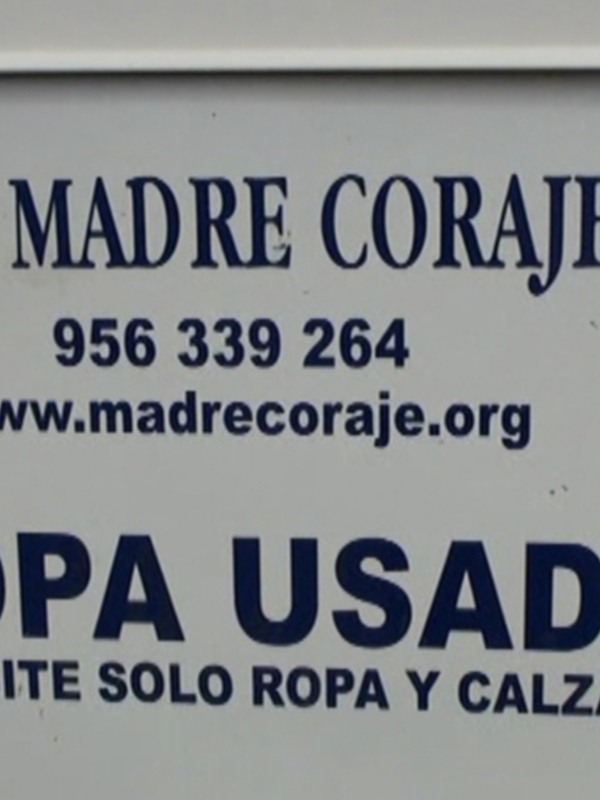 MADRE CORAJE
956 339 264
ww.madrecoraje.org
OPA USAD
ITE SOLO ROPA Y CALZA